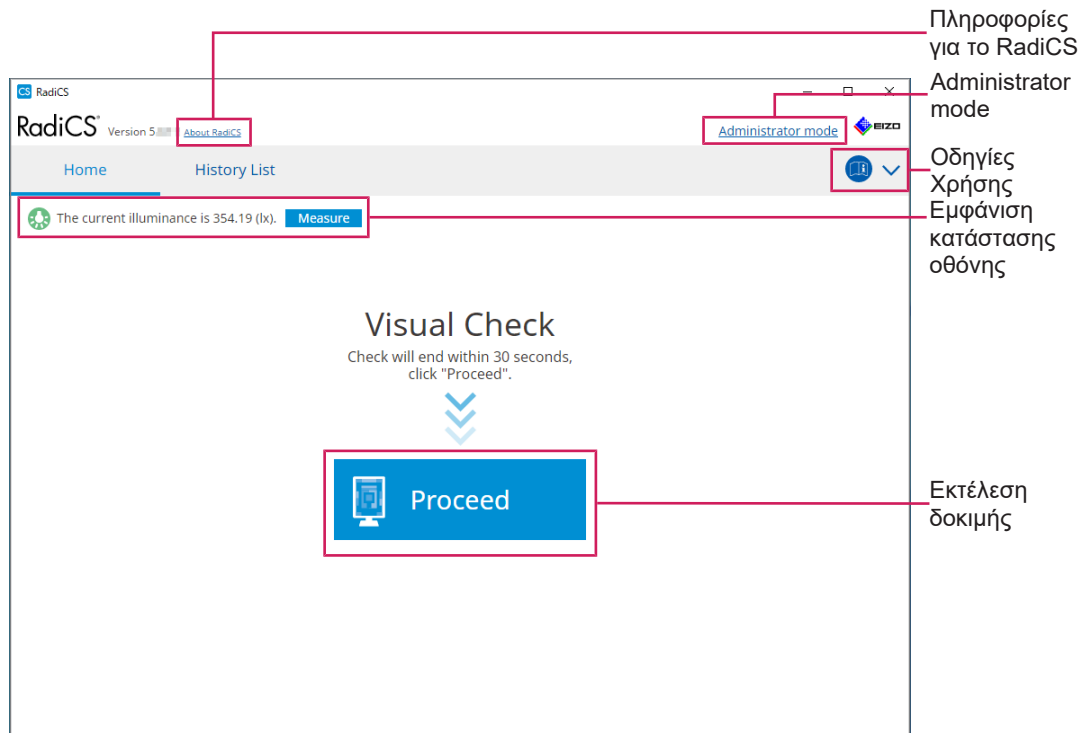 Πληροφορίες
για το RadiCS
RadiCS
Administrator
mode
RadiCS Version 5. About RadiCS
Administrator mode EIZO
Home History List
Οδηγίες
Χρήσης
The current illuminance is 354.19 (lx). Measure
Εμφάνιση
κατάστασης
οθόνης
Visual Check
Check will end within 30 seconds,
click "Proceed".
Proceed
Εκτέλεση
δοκιμής